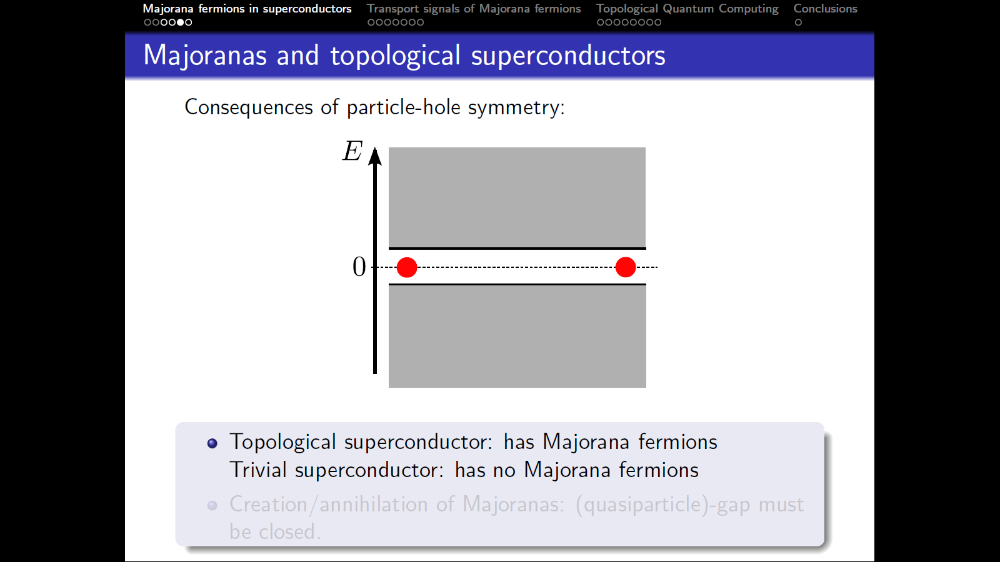 Majorana fermions in superconductors Transport signals of Majorana fermions Topological Quantum Computing Conclusions
Majoranas and topological superconductors
Consequences of particle-hole symmetry:
E
0
Topological superconductor: has Majorana fermions
Trivial superconductor: has no Majorana fermions
Creation/annihilation of Majoranas: (quasiparticle)-gap must
be closed.